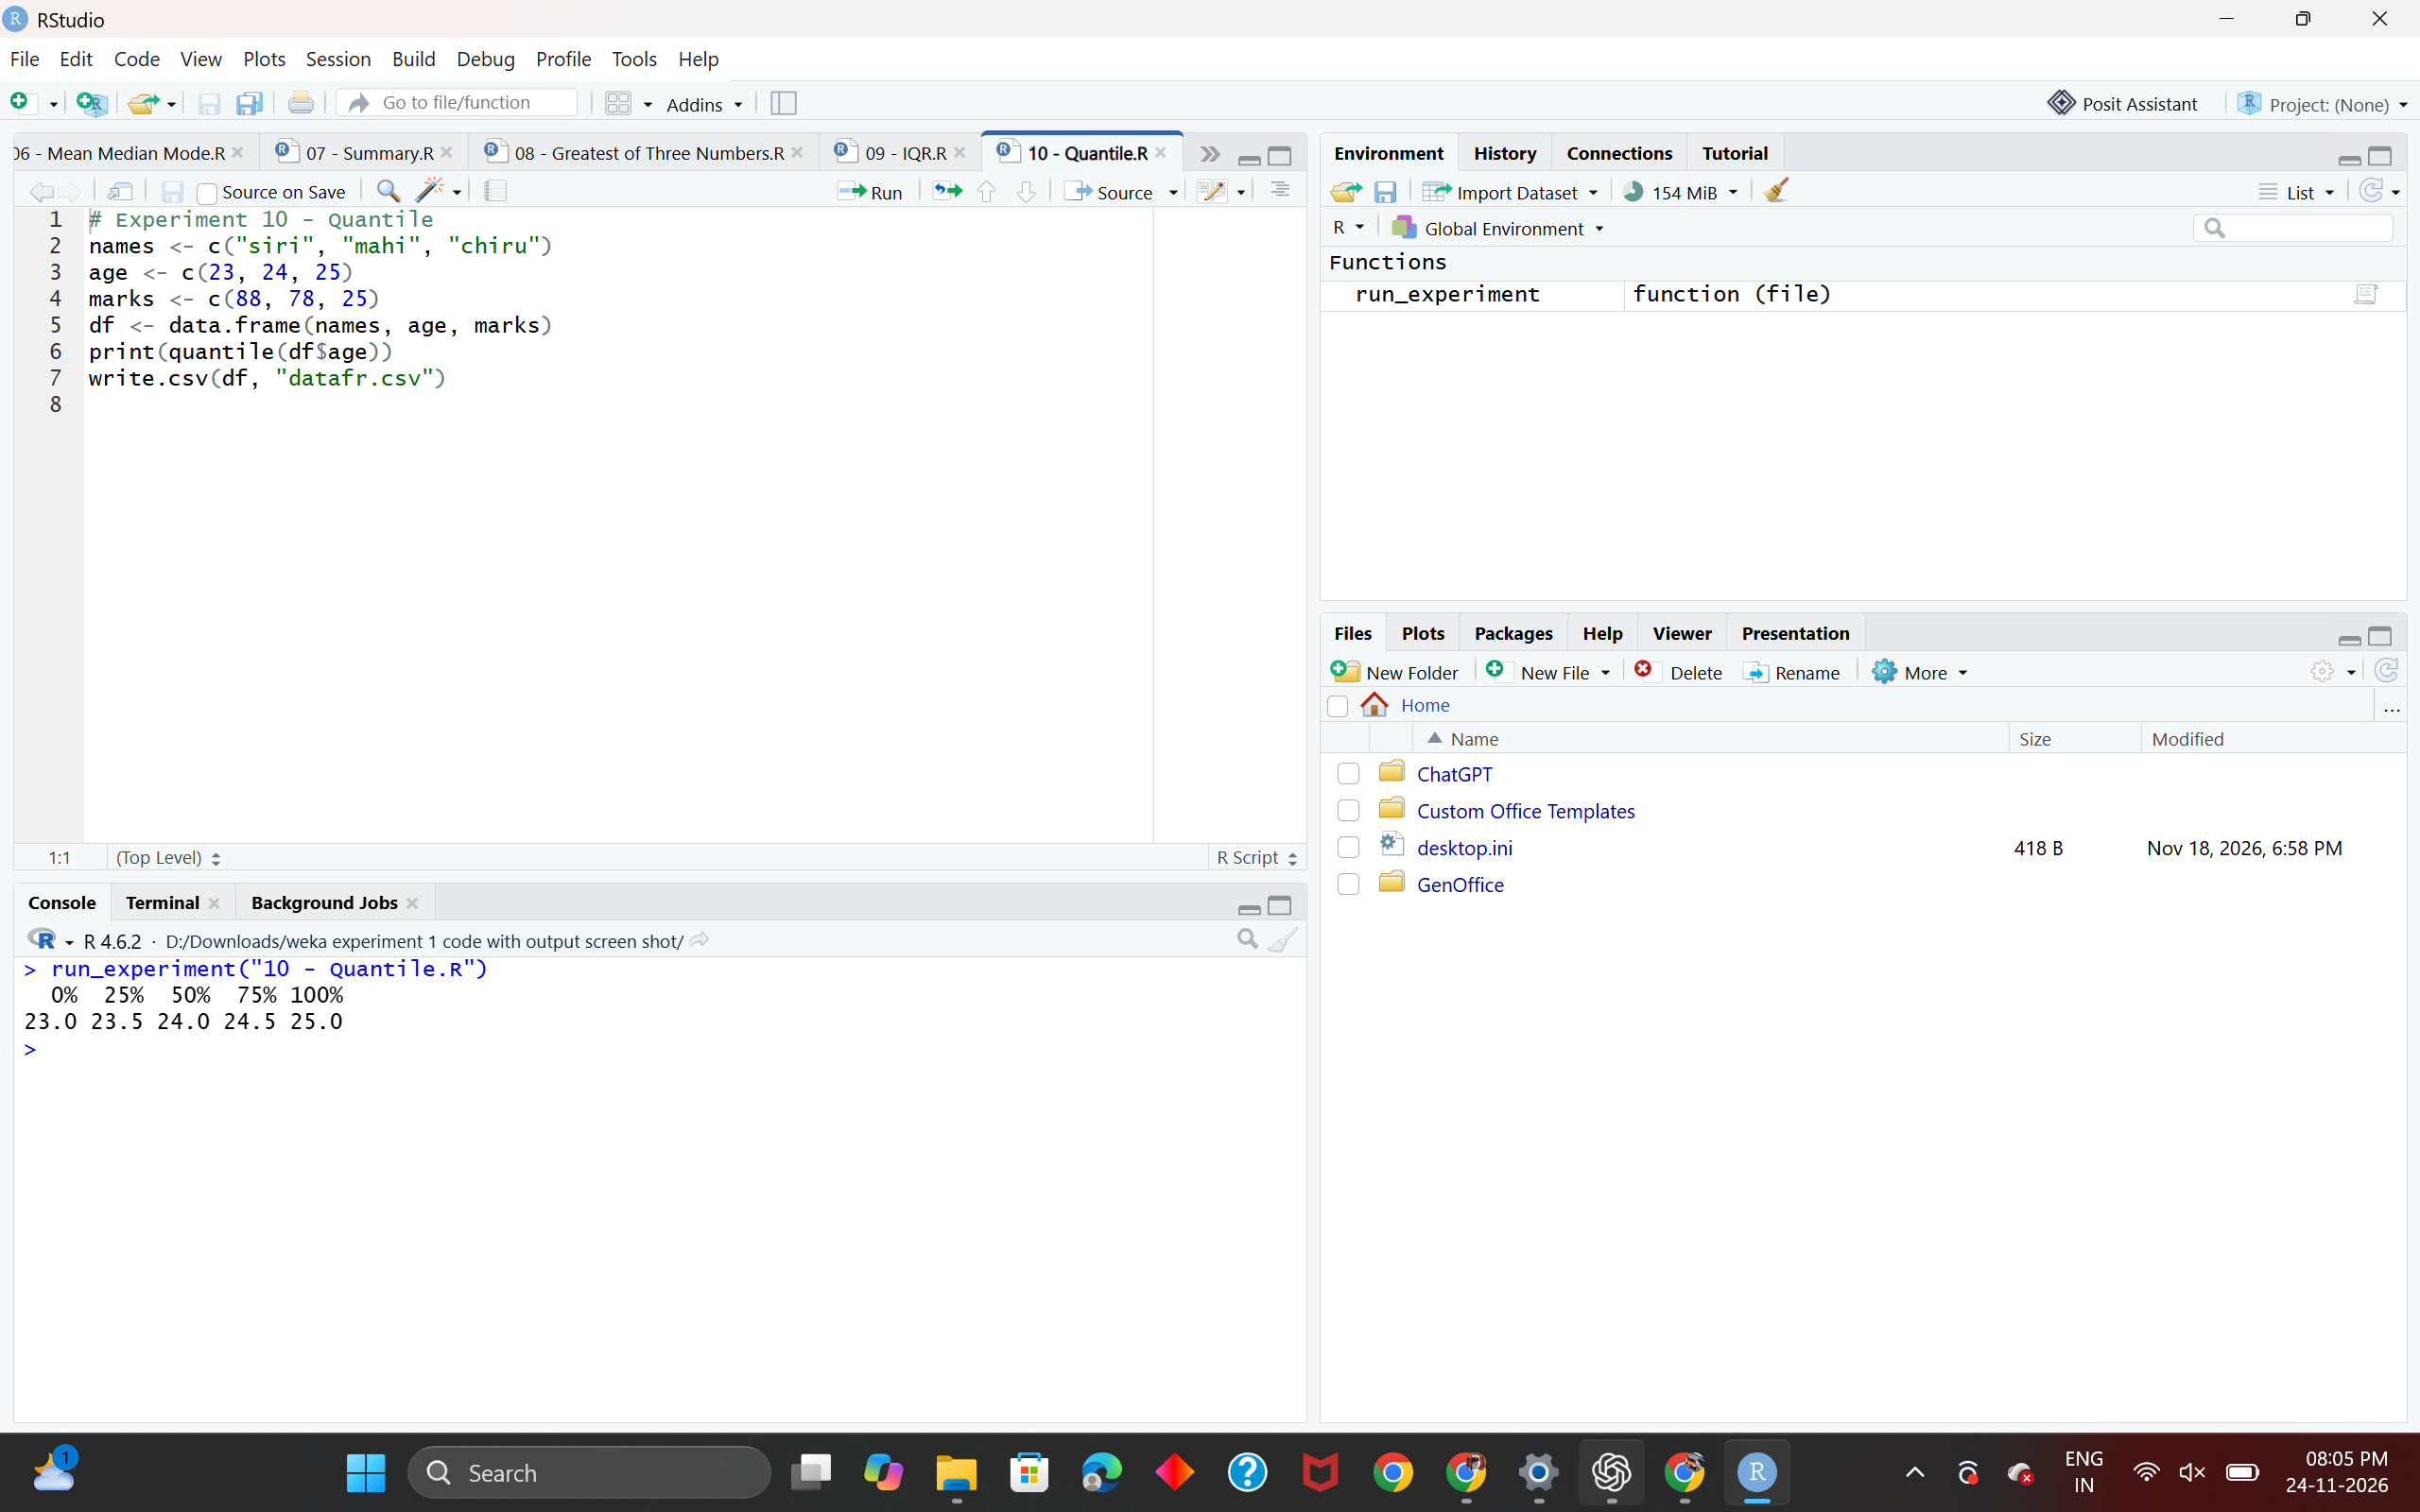 RStudio
File Edit Code View Plots Session Build Debug Profile Tools Help
Go to file/function Addins Posit Assistant Project: (None)
06 - Mean Median Mode.R 07 - Summary.R 08 - Greatest of Three Numbers.R 09 - IQR.R 10 - Quantile.R
Source on Save Run Source
1 # Experiment 10 - Quantile
2 names <- c("siri", "mahi", "chiru")
3 age <- c(23, 24, 25)
4 marks <- c(88, 78, 25)
5 df <- data.frame(names, age, marks)
6 print(quantile(df$age))
7 write.csv(df, "datafr.csv")
8
1:1 (Top Level) R Script
Console Terminal Background Jobs
R 4.6.2 · D:/Downloads/weka experiment 1 code with output screen shot/
> run_experiment("10 - Quantile.R")
0% 25% 50% 75% 100%
23.0 23.5 24.0 24.5 25.0
>
Environment History Connections Tutorial
Import Dataset 154 MiB List
R Global Environment
Functions
run_experiment function (file)
Files Plots Packages Help Viewer Presentation
New Folder New File Delete Rename More
Home ...
Name Size Modified
ChatGPT
Custom Office Templates
desktop.ini 418 B Nov 18, 2026, 6:58 PM
GenOffice
1 Search ENG 08:05 PM
IN 24-11-2026